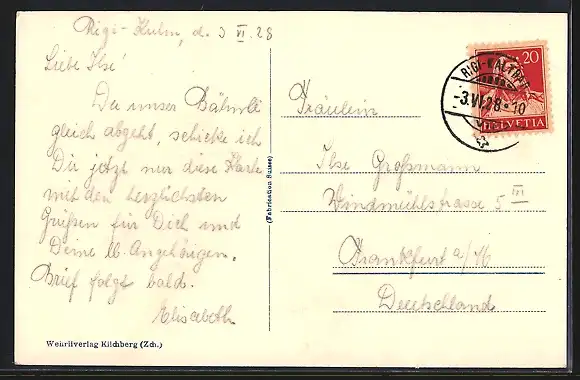 Rigi-Kulm, d. 3 VI. 28
Liebe Ilse!
Da unser Bähnli
gleich abgeht, schicke ich
Dir jetzt nur diese Karte
mit den herzlichsten
Grüßen für Dich und
Deine lb. Angehörigen.
Brief folgt bald.
Elisabeth
Wehrliverlag Kilchberg (Zch.)
(Fabrication Suisse)
20
HELVETIA
RIGI-KALTBAD
-3.VI.28.10
Fräulein
Ilse Großmann
Windmühlstrasse 5 III
Frankfurt a/M
Deutschland